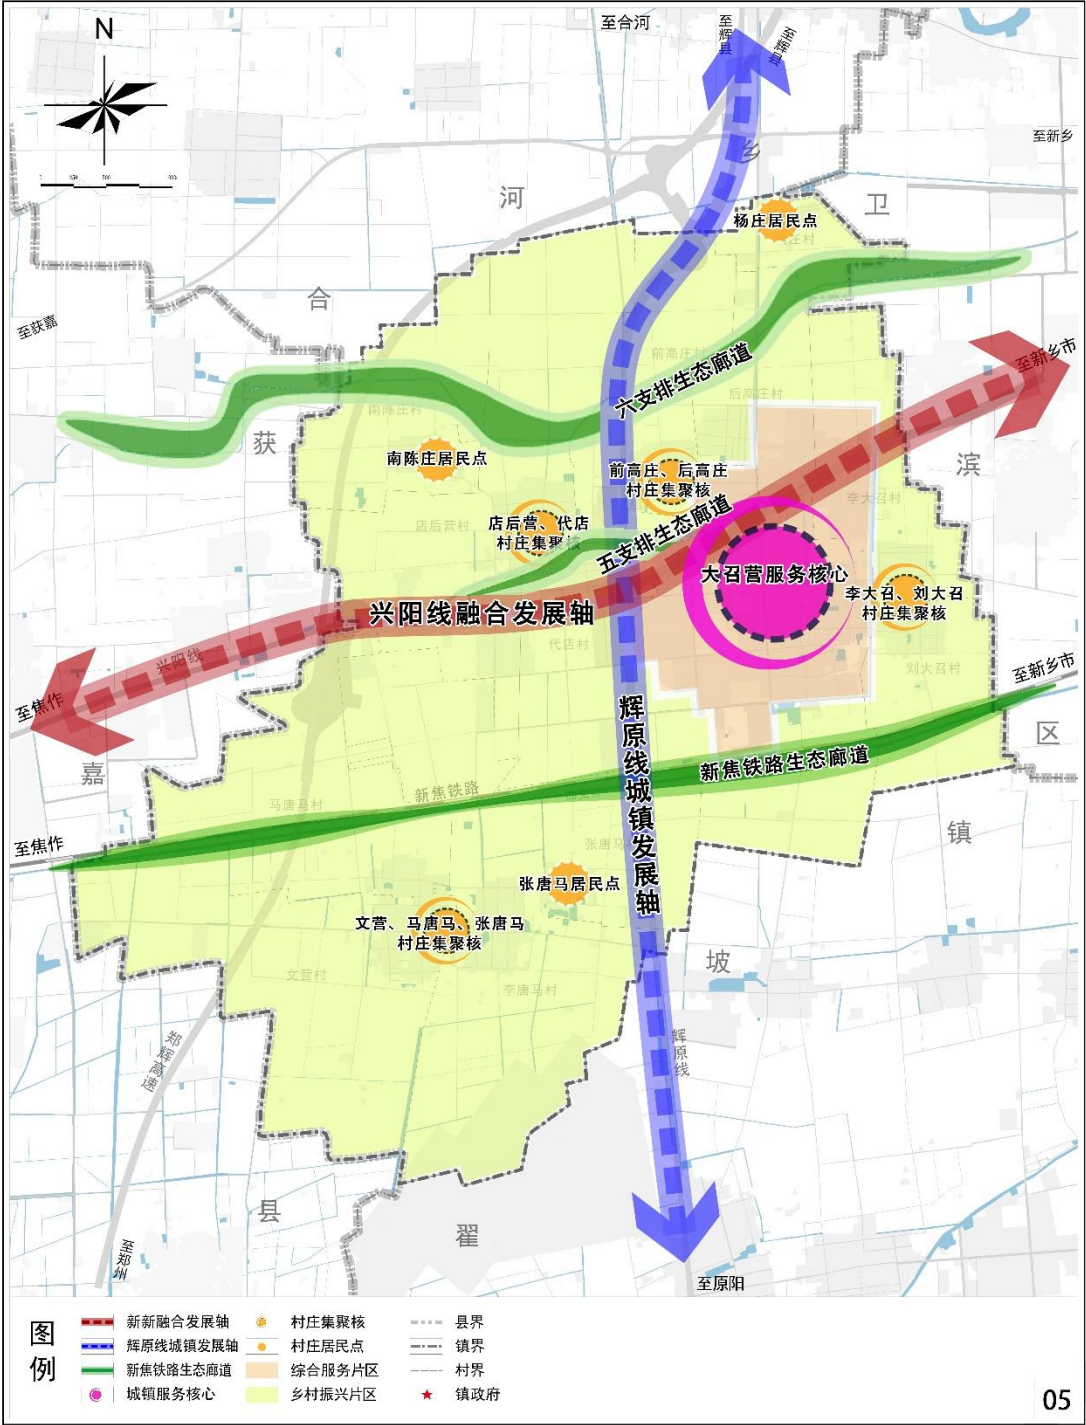 N
至合河
至辉县
至辉县
至新乡
乡
河
卫
杨庄居民点
合
至获嘉
前高庄村
六支排生态廊道
至新乡市
后高庄村
南陈庄村
获
南陈庄居民点
前高庄、后高庄
村庄集聚核
滨
李大召村
店后营村
店后营、代店
村庄集聚核
五支排生态廊道
大召营服务核心
李大召、刘大召
村庄集聚核
兴阳线融合发展轴
代店村
兴阳线
刘大召村
至新乡市
至焦作
辉原线城镇发展轴
区
嘉
新焦铁路生态廊道
新焦铁路
马唐马村
至焦作
镇
张唐马居民点
文营、马唐马、张唐马
村庄集聚核
坡
文营村
李唐马村
郑辉高速
辉原线
县
翟
至郑州
至原阳
图例
新新融合发展轴
村庄集聚核
县界
辉原线城镇发展轴
村庄居民点
镇界
新焦铁路生态廊道
综合服务片区
村界
城镇服务核心
乡村振兴片区
镇政府
05